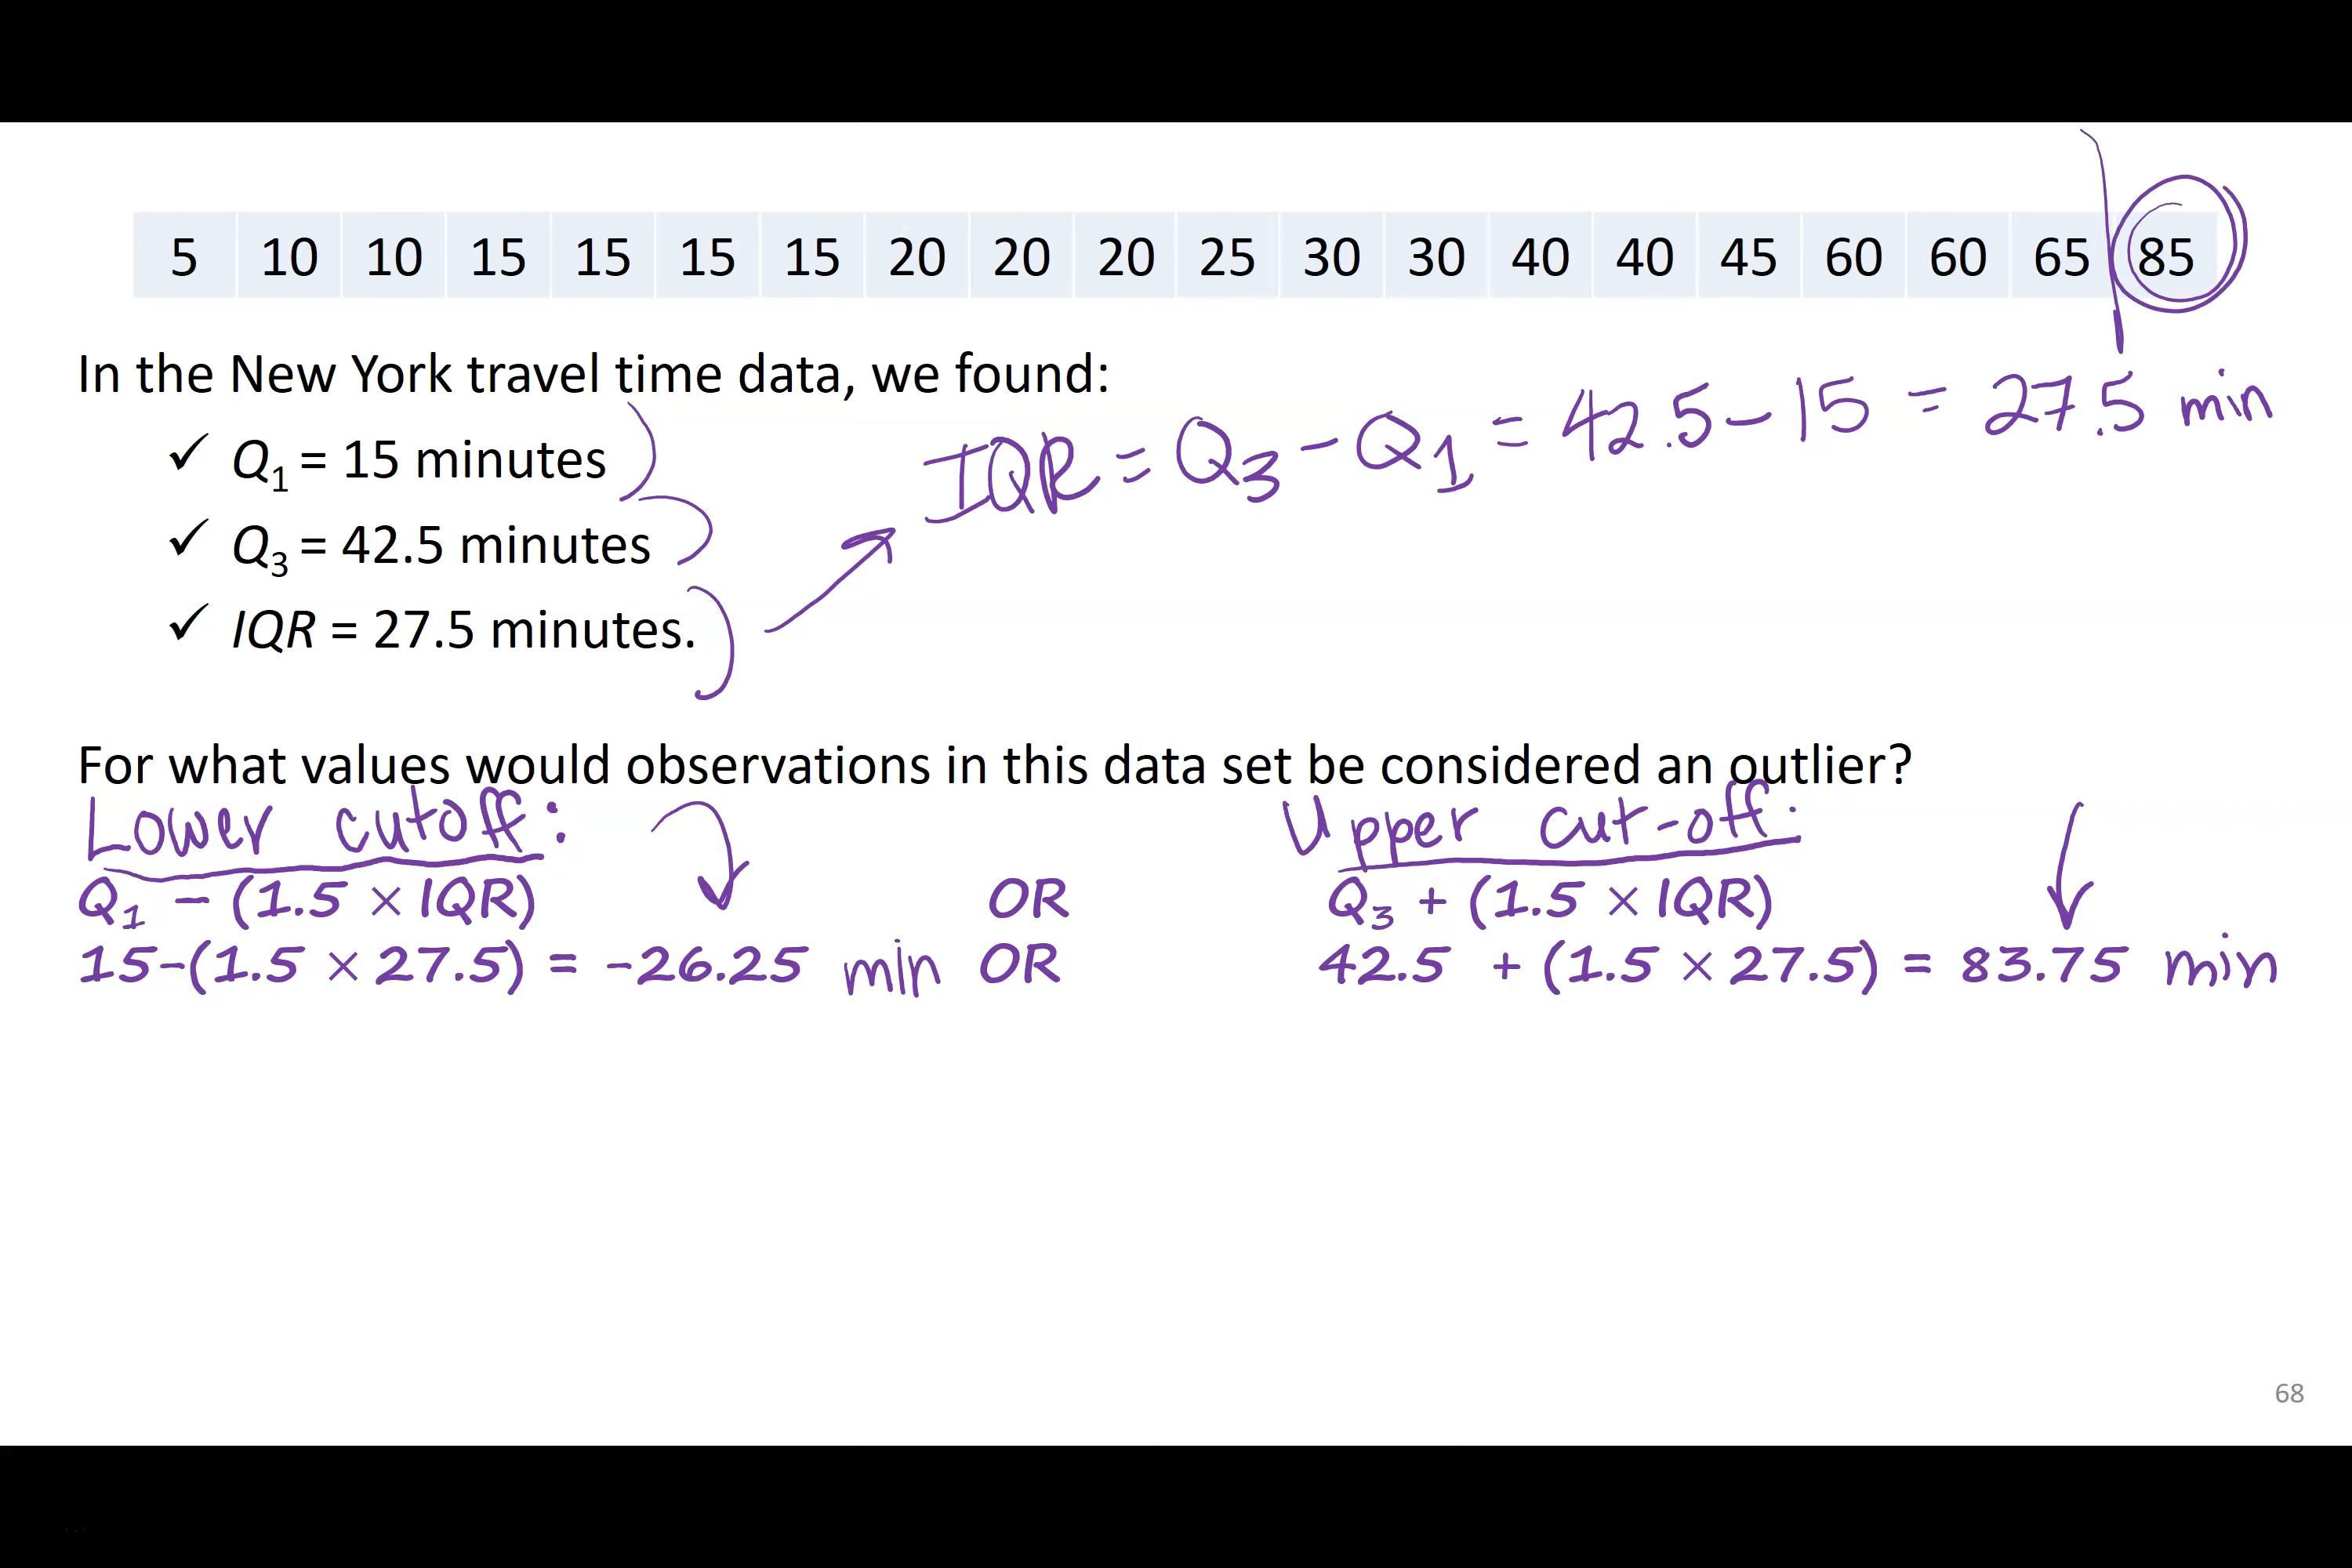 5 10 10 15 15 15 15 20 20 20 25 30 30 40 40 45 60 60 65 85
In the New York travel time data, we found:
✓ Q1 = 15 minutes
IQR = Q3 - Q1 = 42.5 - 15 = 27.5 min
✓ Q3 = 42.5 minutes
✓ IQR = 27.5 minutes.
For what values would observations in this data set be considered an outlier?
Lower cutoff: Upper cut-off:
Q1 − (1.5 × IQR) OR Q3 + (1.5 × IQR)
15-(1.5 × 27.5) = -26.25 min OR 42.5 + (1.5 × 27.5) = 83.75 min
68